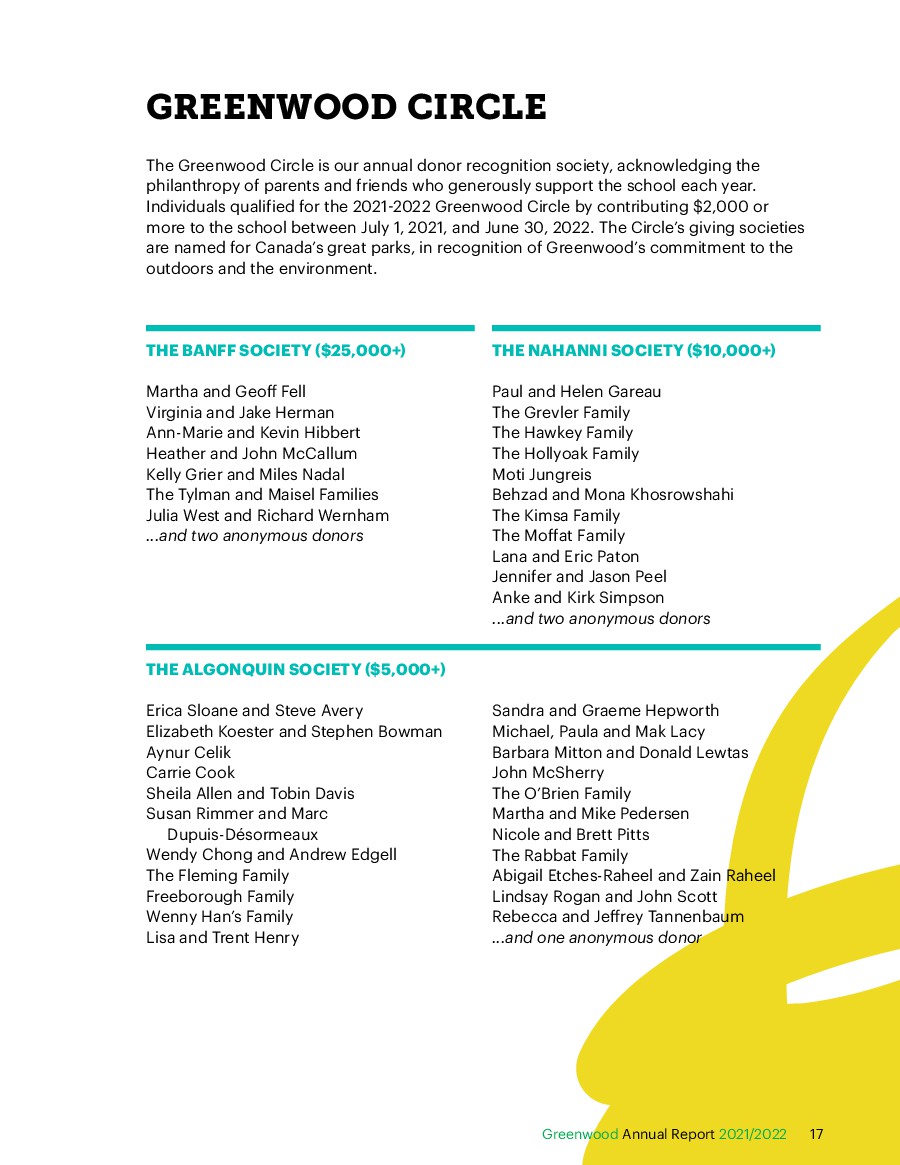 GREENWOOD CIRCLE
The Greenwood Circle is our annual donor recognition society, acknowledging the
philanthropy of parents and friends who generously support the school each year.
Individuals qualified for the 2021-2022 Greenwood Circle by contributing $2,000 or
more to the school between July 1, 2021, and June 30, 2022. The Circle’s giving societies
are named for Canada’s great parks, in recognition of Greenwood’s commitment to the
outdoors and the environment.
THE BANFF SOCIETY ($25,000+)
Martha and Geoff Fell
Virginia and Jake Herman
Ann-Marie and Kevin Hibbert
Heather and John McCallum
Kelly Grier and Miles Nadal
The Tylman and Maisel Families
Julia West and Richard Wernham
...and two anonymous donors
THE NAHANNI SOCIETY ($10,000+)
Paul and Helen Gareau
The Grevler Family
The Hawkey Family
The Hollyoak Family
Moti Jungreis
Behzad and Mona Khosrowshahi
The Kimsa Family
The Moffat Family
Lana and Eric Paton
Jennifer and Jason Peel
Anke and Kirk Simpson
...and two anonymous donors
THE ALGONQUIN SOCIETY ($5,000+)
Erica Sloane and Steve Avery
Elizabeth Koester and Stephen Bowman
Aynur Celik
Carrie Cook
Sheila Allen and Tobin Davis
Susan Rimmer and Marc
Dupuis-Désormeaux
Wendy Chong and Andrew Edgell
The Fleming Family
Freeborough Family
Wenny Han’s Family
Lisa and Trent Henry
Sandra and Graeme Hepworth
Michael, Paula and Mak Lacy
Barbara Mitton and Donald Lewtas
John McSherry
The O’Brien Family
Martha and Mike Pedersen
Nicole and Brett Pitts
The Rabbat Family
Abigail Etches-Raheel and Zain Raheel
Lindsay Rogan and John Scott
Rebecca and Jeffrey Tannenbaum
...and one anonymous donor
Greenwood Annual Report 2021/2022 17